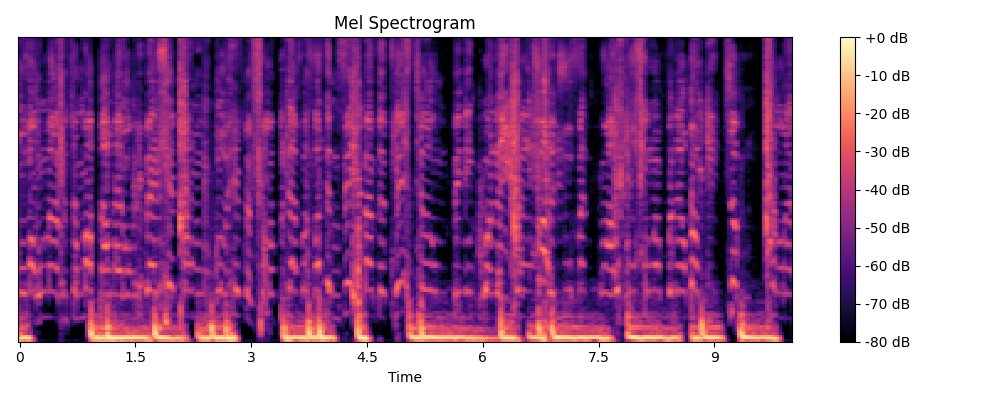 Mel Spectrogram
+0 dB
-10 dB
-20 dB
-30 dB
-40 dB
-50 dB
-60 dB
-70 dB
-80 dB
0 1.5 3 4.5 6 7.5 9
Time